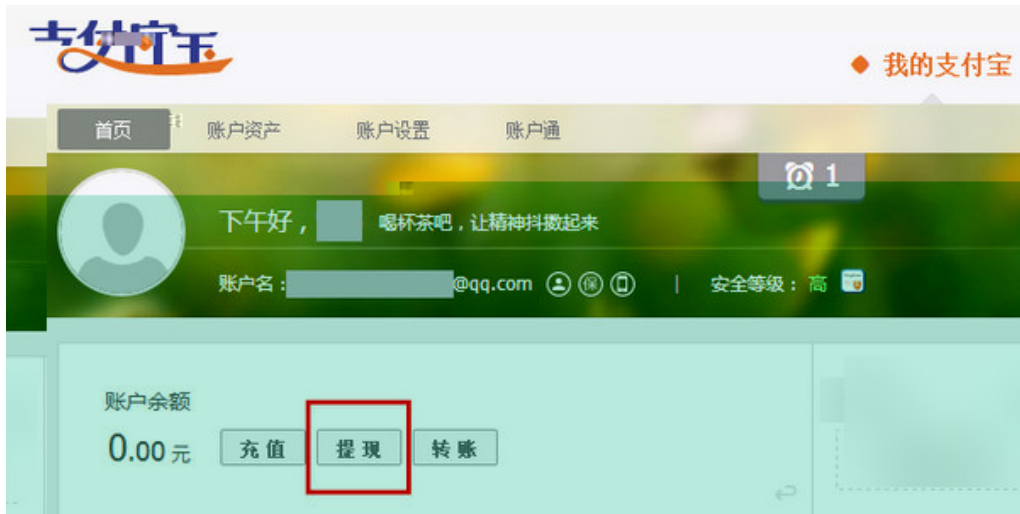 支付宝
◆ 我的支付宝
首页 账户资产 账户设置 账户通
1
下午好, 喝杯茶吧,让精神抖擞起来
账户名: @qq.com 保 | 安全等级:高
账户余额
0.00 元 充值 提现 转账